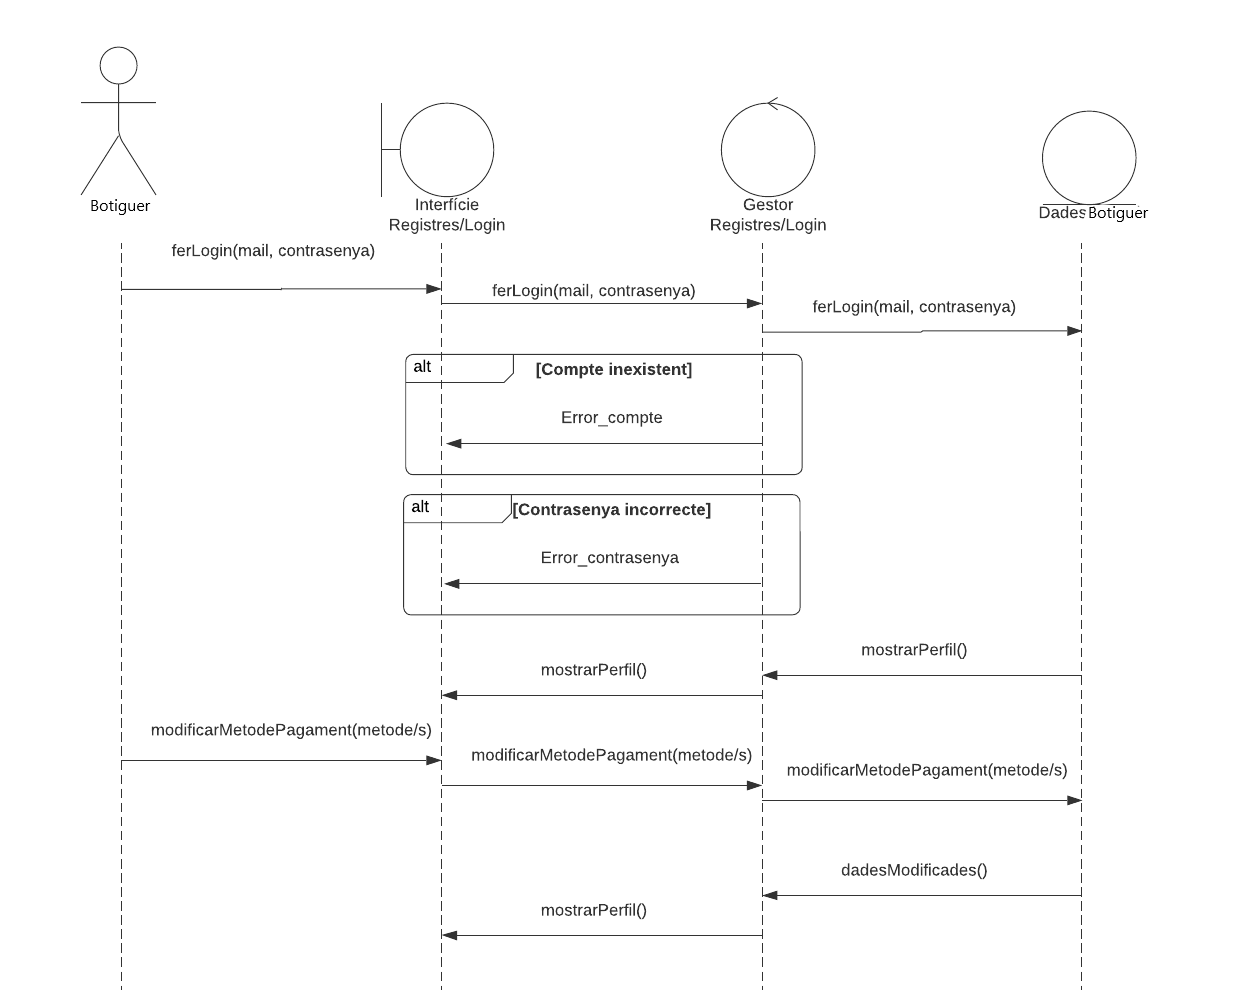 Botiguer
Interfície
Registres/Login
Gestor
Registres/Login
Dades Botiguer
ferLogin(mail, contrasenya)
ferLogin(mail, contrasenya)
ferLogin(mail, contrasenya)
alt
[Compte inexistent]
Error_compte
alt
[Contrasenya incorrecte]
Error_contrasenya
mostrarPerfil()
mostrarPerfil()
modificarMetodePagament(metode/s)
modificarMetodePagament(metode/s)
modificarMetodePagament(metode/s)
dadesModificades()
mostrarPerfil()